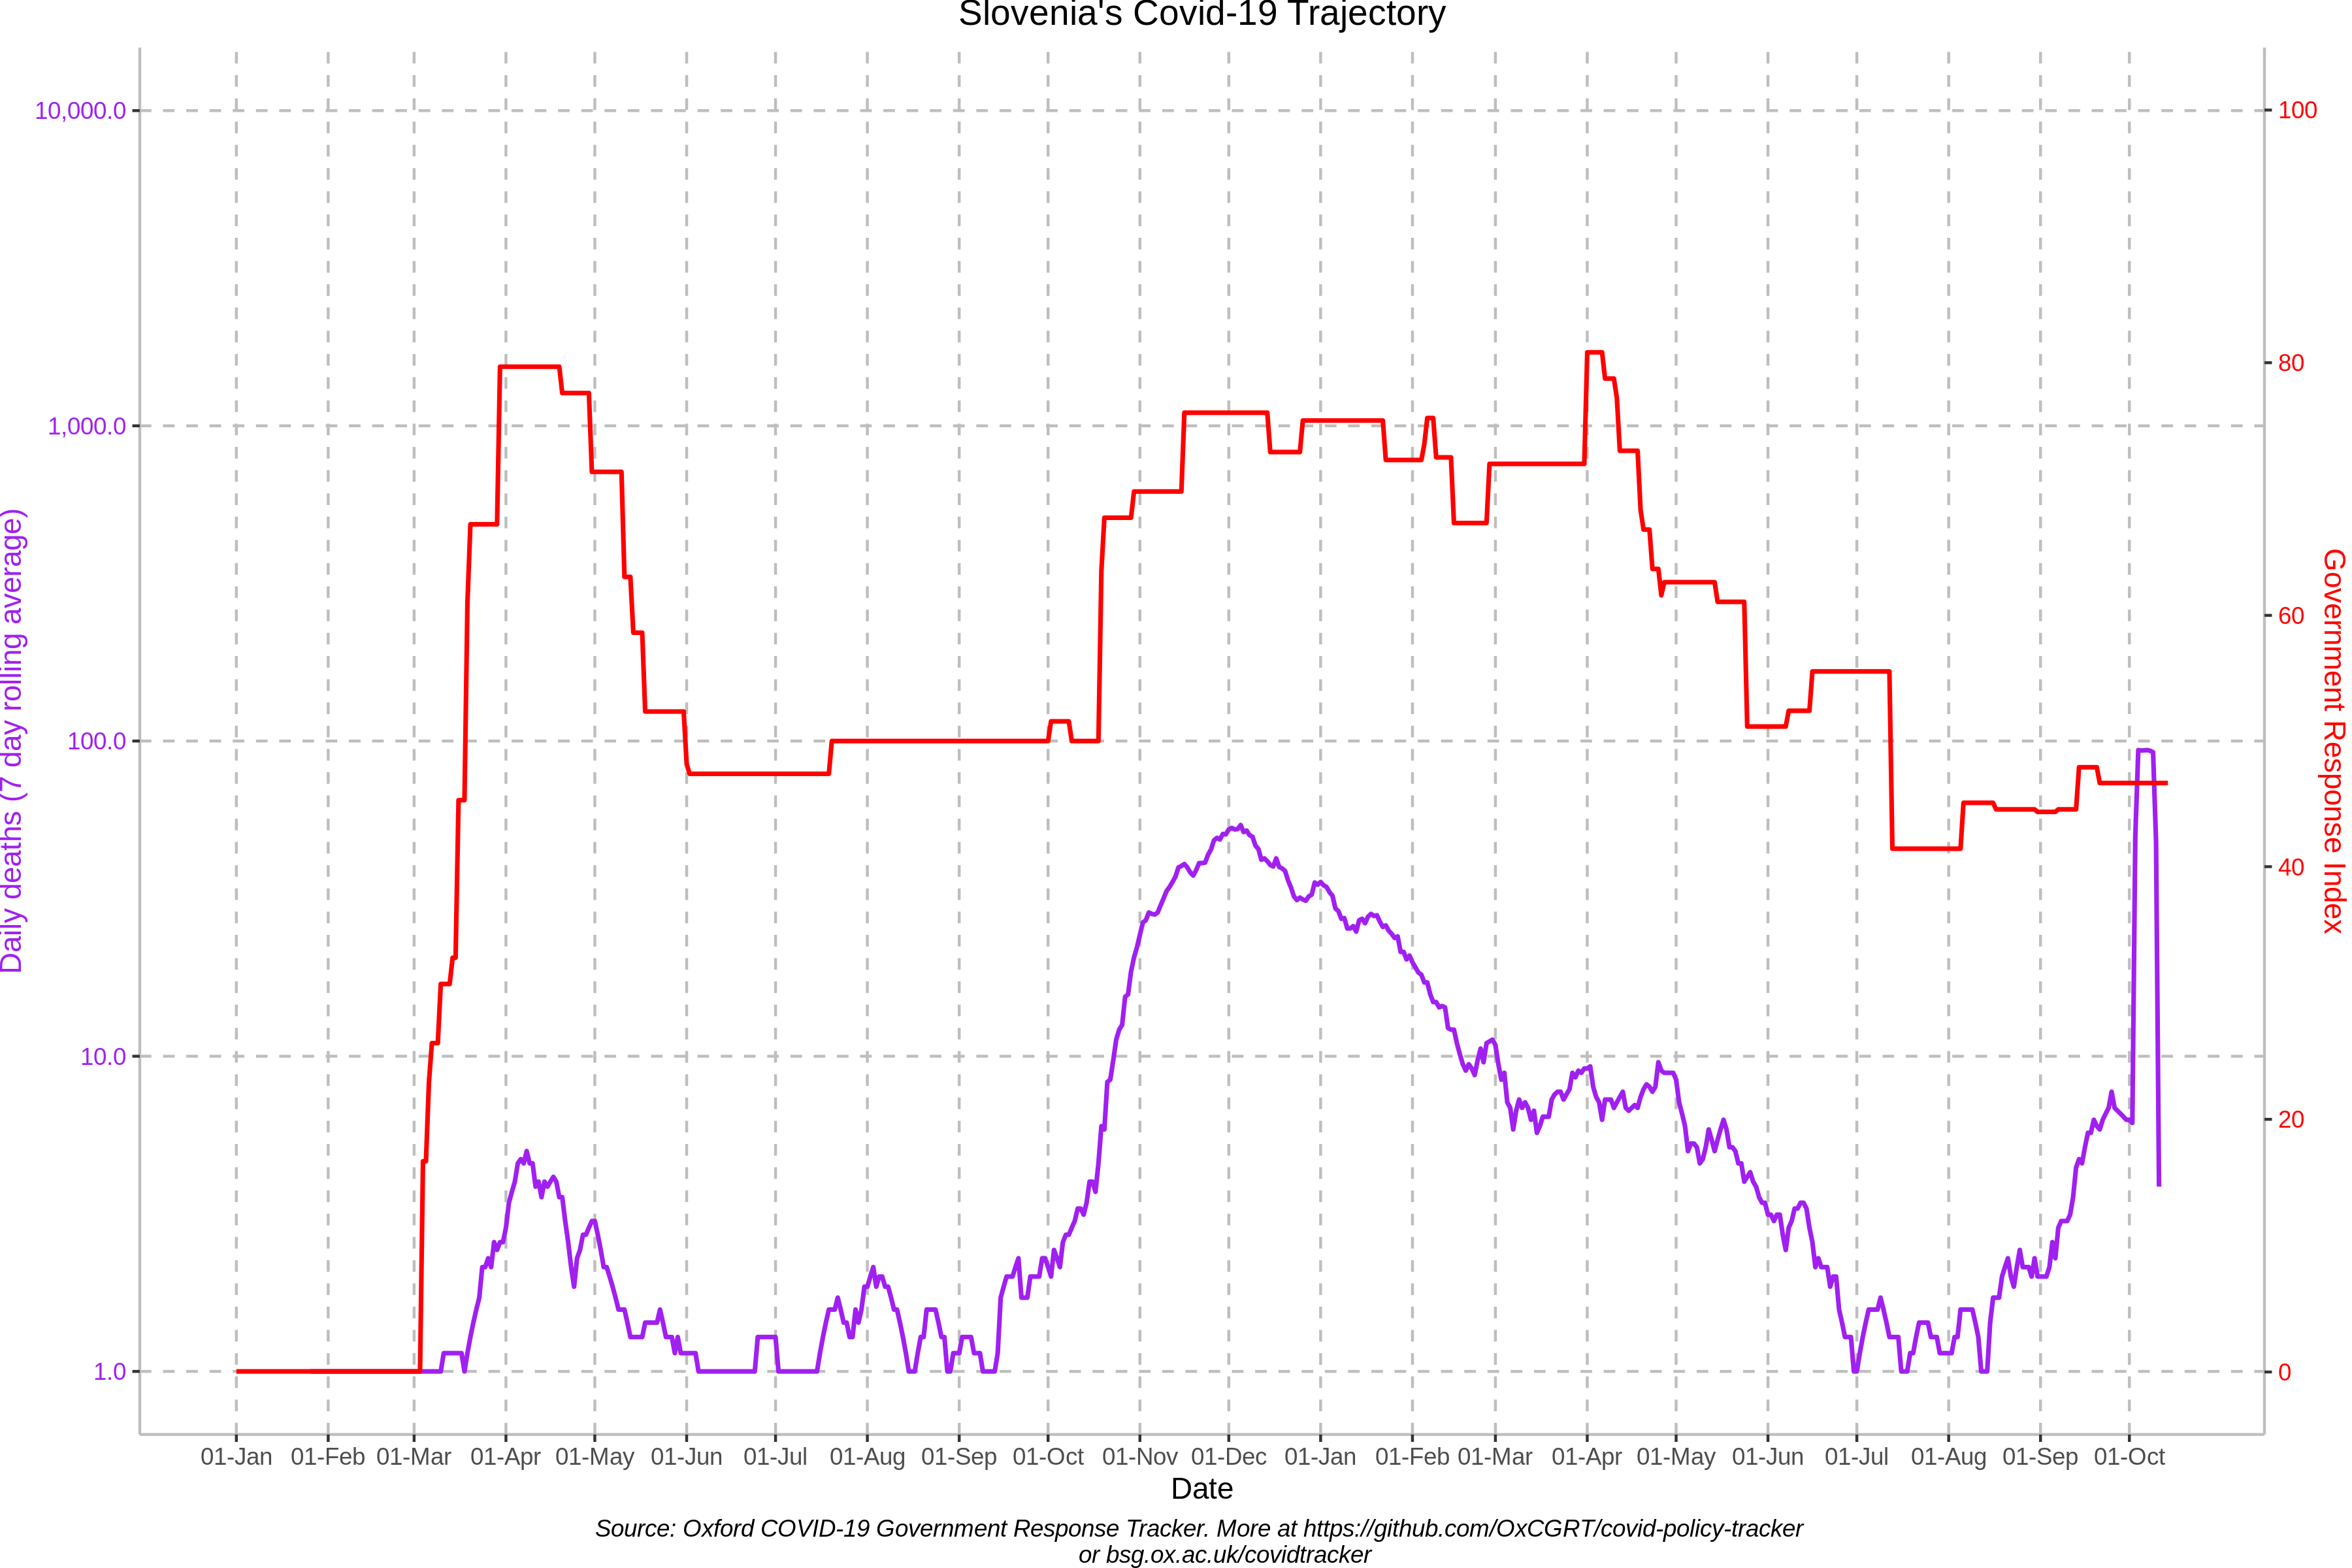 Slovenia's Covid-19 Trajectory
Daily deaths (7 day rolling average)
10,000.0
1,000.0
100.0
10.0
1.0
100
80
60
40
20
0
Government Response Index
01-Jan 01-Feb 01-Mar 01-Apr 01-May 01-Jun 01-Jul 01-Aug 01-Sep 01-Oct 01-Nov 01-Dec 01-Jan 01-Feb 01-Mar 01-Apr 01-May 01-Jun 01-Jul 01-Aug 01-Sep 01-Oct
Date
Source: Oxford COVID-19 Government Response Tracker. More at https://github.com/OxCGRT/covid-policy-tracker
or bsg.ox.ac.uk/covidtracker